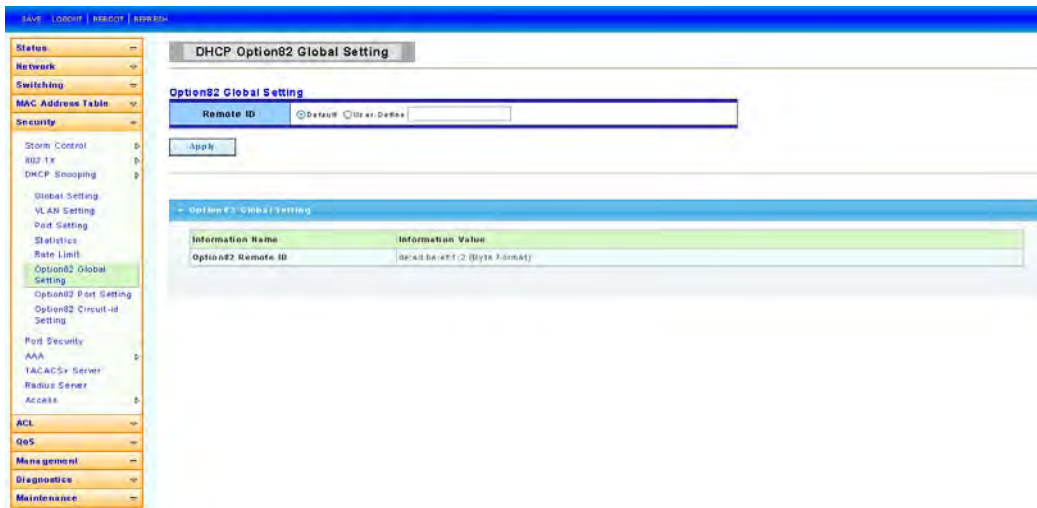 SAVE | LOGOUT | REBOOT | REFRESH
Status
Network
Switching
MAC Address Table
Security
Storm Control
802.1X
DHCP Snooping
Global Setting
VLAN Setting
Port Setting
Statistics
Rate Limit
Option82 Global
Setting
Option82 Port Setting
Option82 Circuit-id
Setting
Port Security
AAA
TACACS+ Server
Radius Server
Access
ACL
QoS
Management
Diagnostics
Maintenance
DHCP Option82 Global Setting
Option82 Global Setting
Remote ID Default User-Define
Apply
Option82 Global Setting
Information Name Information Value
Option82 Remote ID (Byte Format)